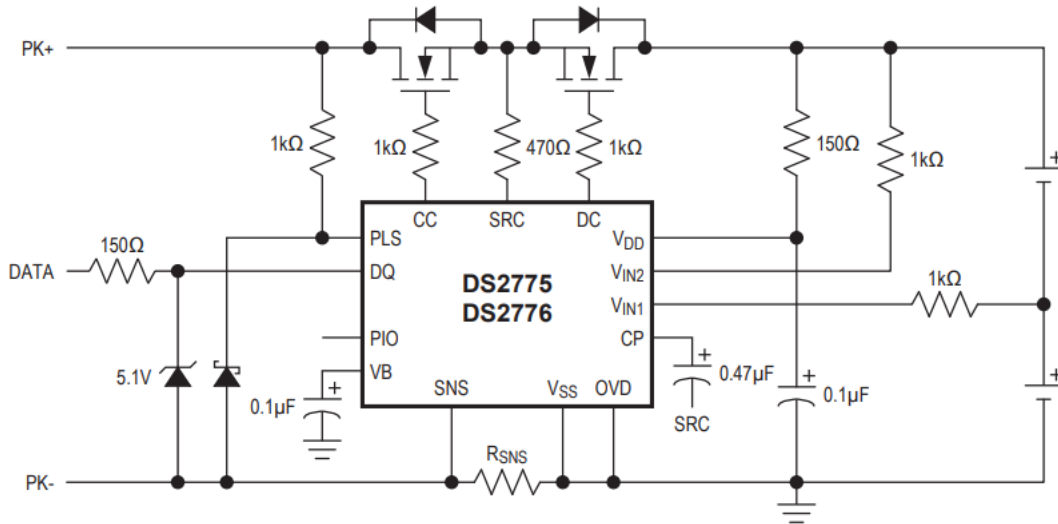 PK+
1kΩ
1kΩ
470Ω
1kΩ
150Ω
1kΩ
+
CC
SRC
DC
PLS
VDD
150Ω
DATA
DQ
VIN2
1kΩ
DS2775
DS2776
VIN1
PIO
CP
5.1V
VB
+
0.47µF
+
+
0.1µF
+
SNS
VSS
OVD
SRC
0.1µF
RSNS
PK-